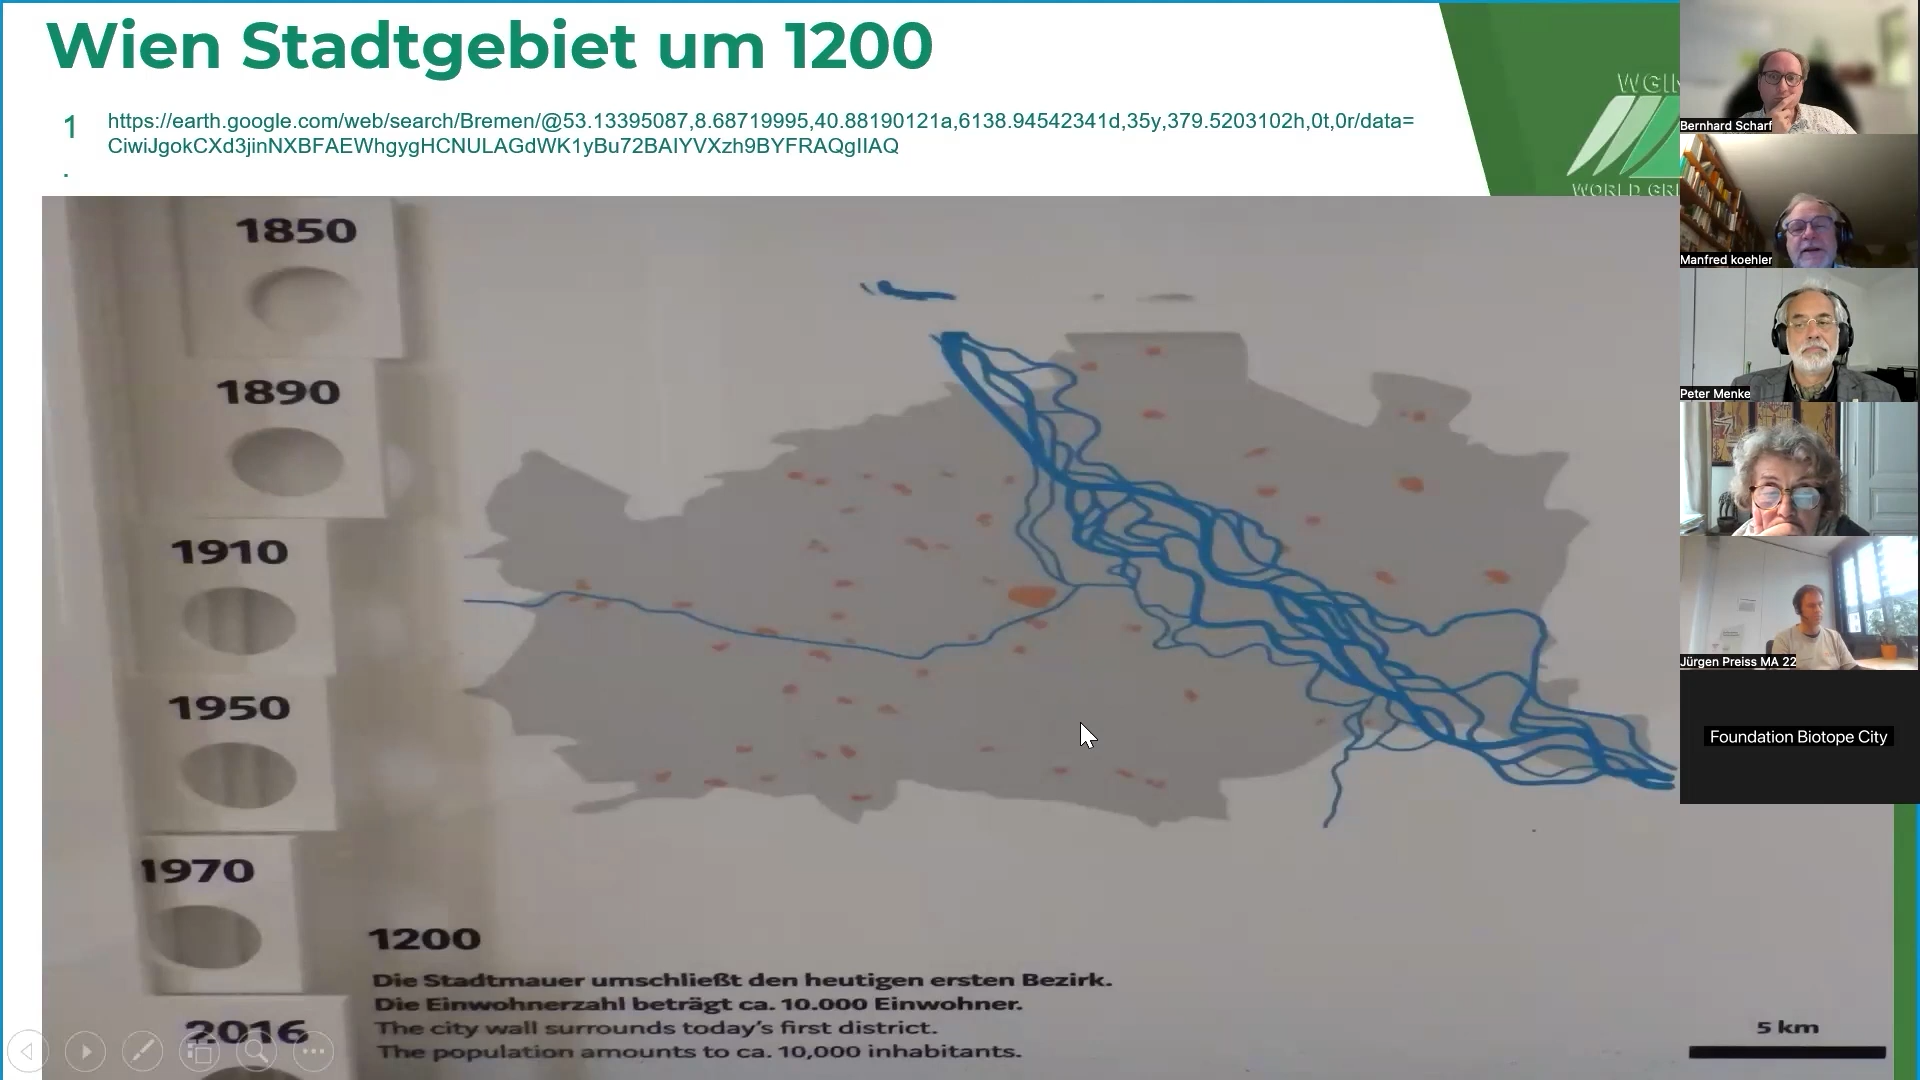 Wien Stadtgebiet um 1200
1
.
https://earth.google.com/web/search/Bremen/@53.13395087,8.68719995,40.88190121a,6138.94542341d,35y,379.5203102h,0t,0r/data=
CiwiJgokCXd3jinNXBFAEWhgygHCNULAGdWK1yBu72BAIYVXzh9BYFRAQgIIAQ
WGIN
WORLD GRE
Bernhard Scharf
Manfred koehler
Peter Menke
Jürgen Preiss MA 22
Foundation Biotope City
1850
1890
1910
1950
1970
2016
1200
Die Stadtmauer umschließt den heutigen ersten Bezirk.
Die Einwohnerzahl beträgt ca. 10.000 Einwohner.
The city wall surrounds today's first district.
The population amounts to ca. 10,000 inhabitants.
5 km